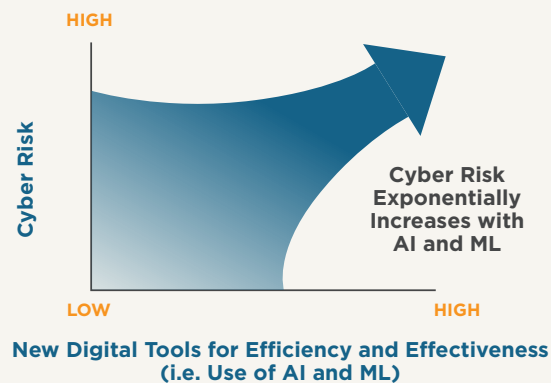 HIGH
Cyber Risk
Cyber Risk
Exponentially
Increases with
AI and ML
LOW
HIGH
New Digital Tools for Efficiency and Effectiveness
(i.e. Use of AI and ML)